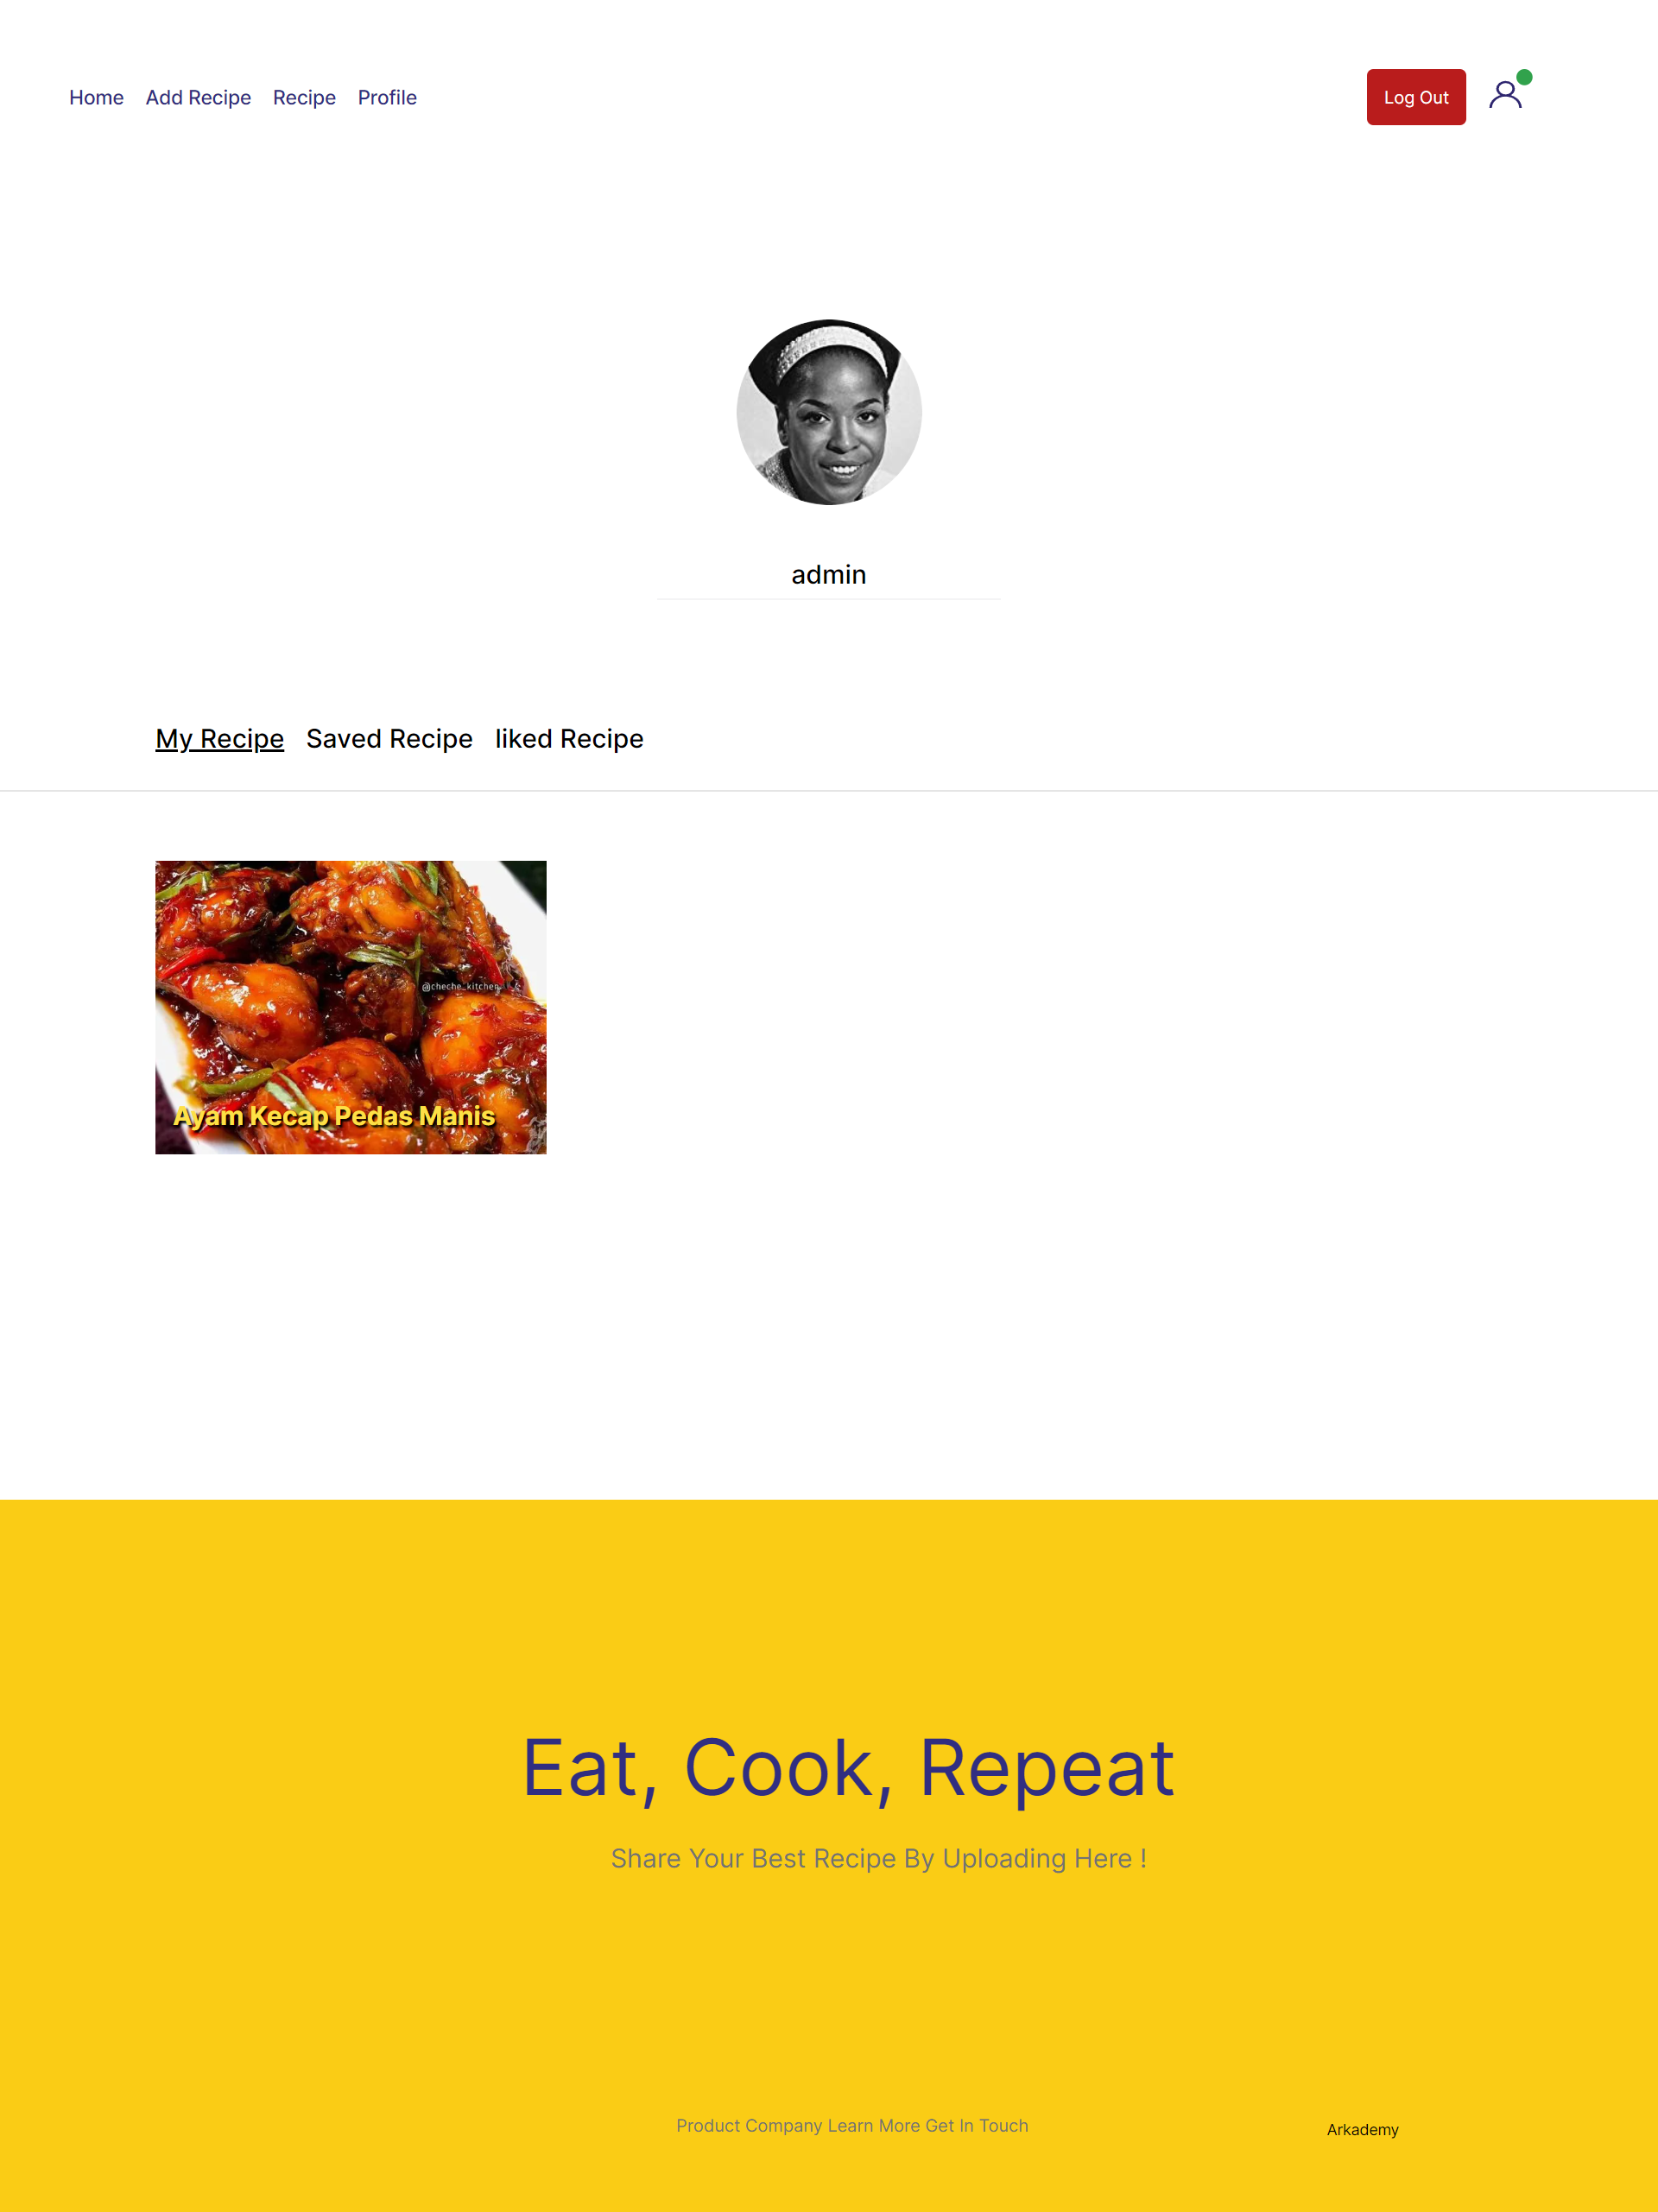 Home Add Recipe Recipe Profile Log Out
admin
My Recipe Saved Recipe liked Recipe
@cheche_kitchen
Ayam Kecap Pedas Manis
Eat, Cook, Repeat
Share Your Best Recipe By Uploading Here !
Product Company Learn More Get In Touch
Arkademy